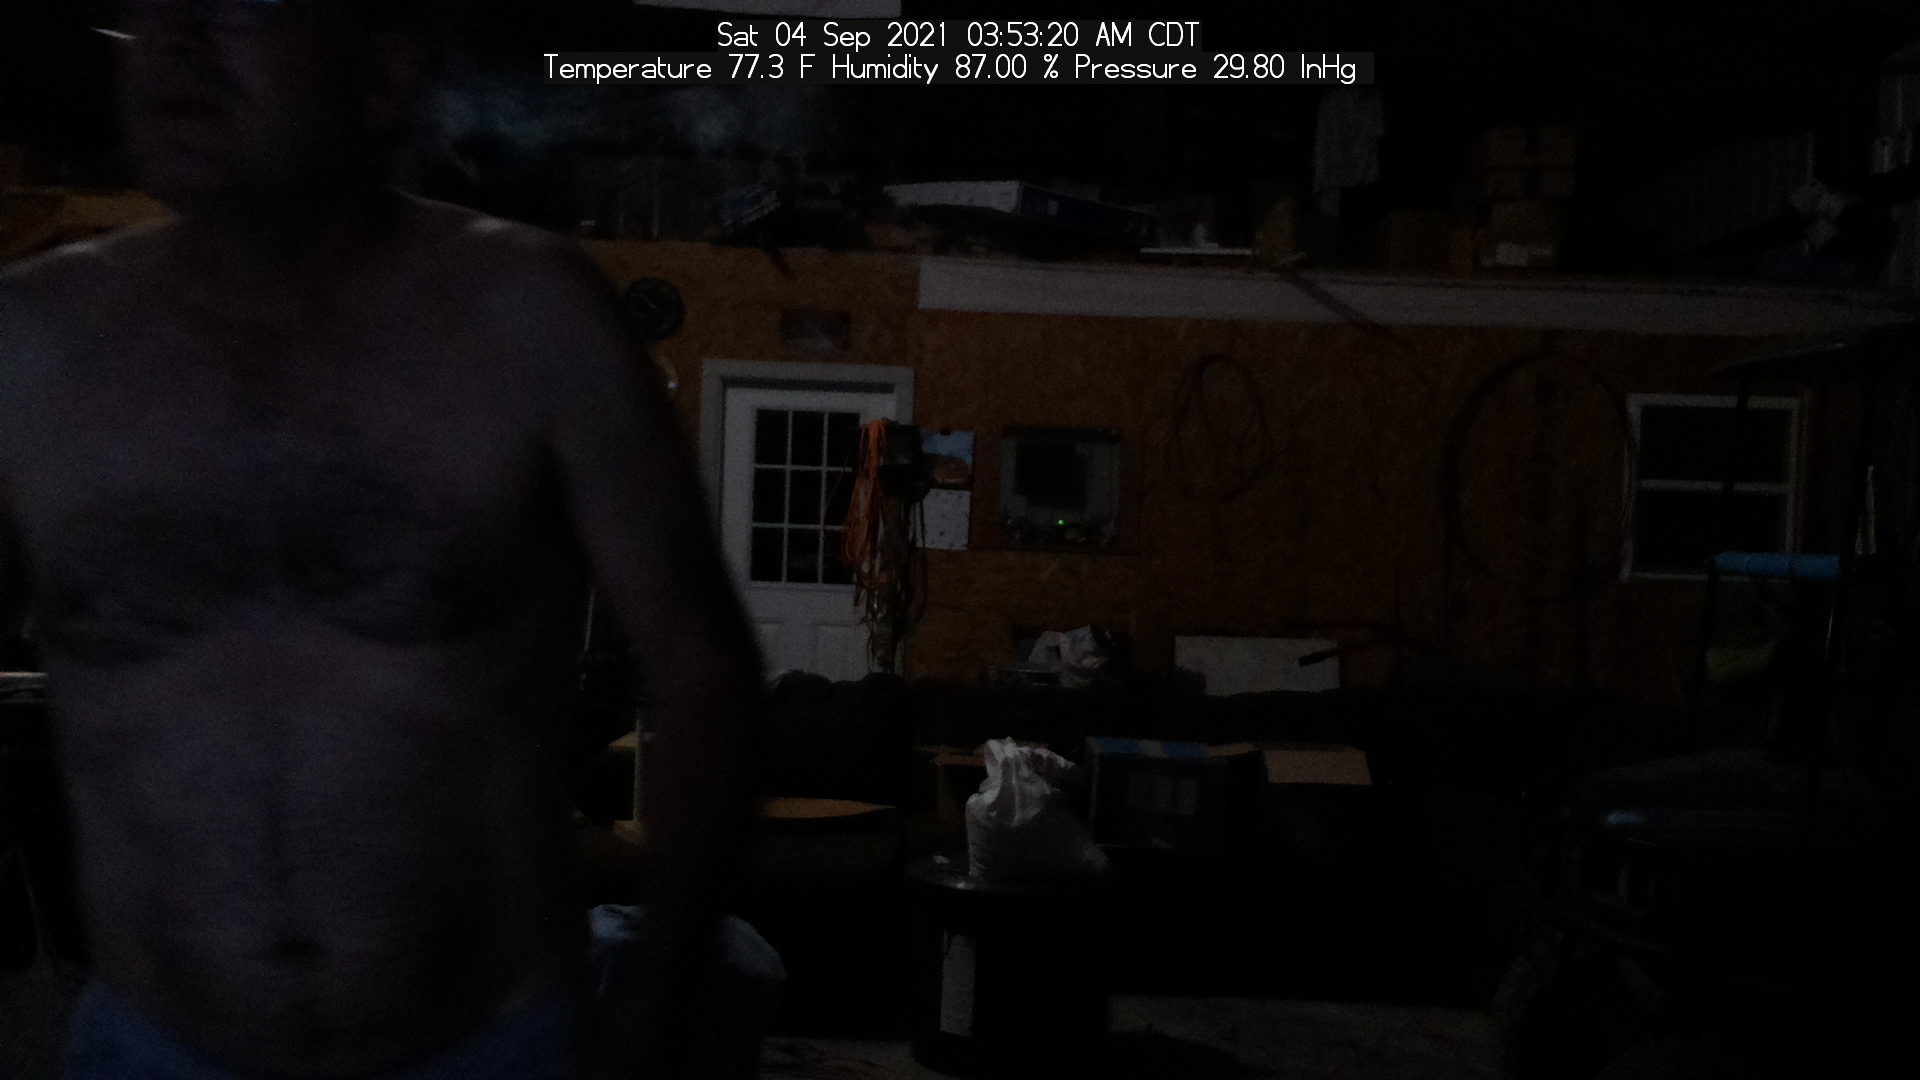 Sat 04 Sep 2021 03:53:20 AM CDT
Temperature 77.3 F Humidity 87.00 % Pressure 29.80 InHg